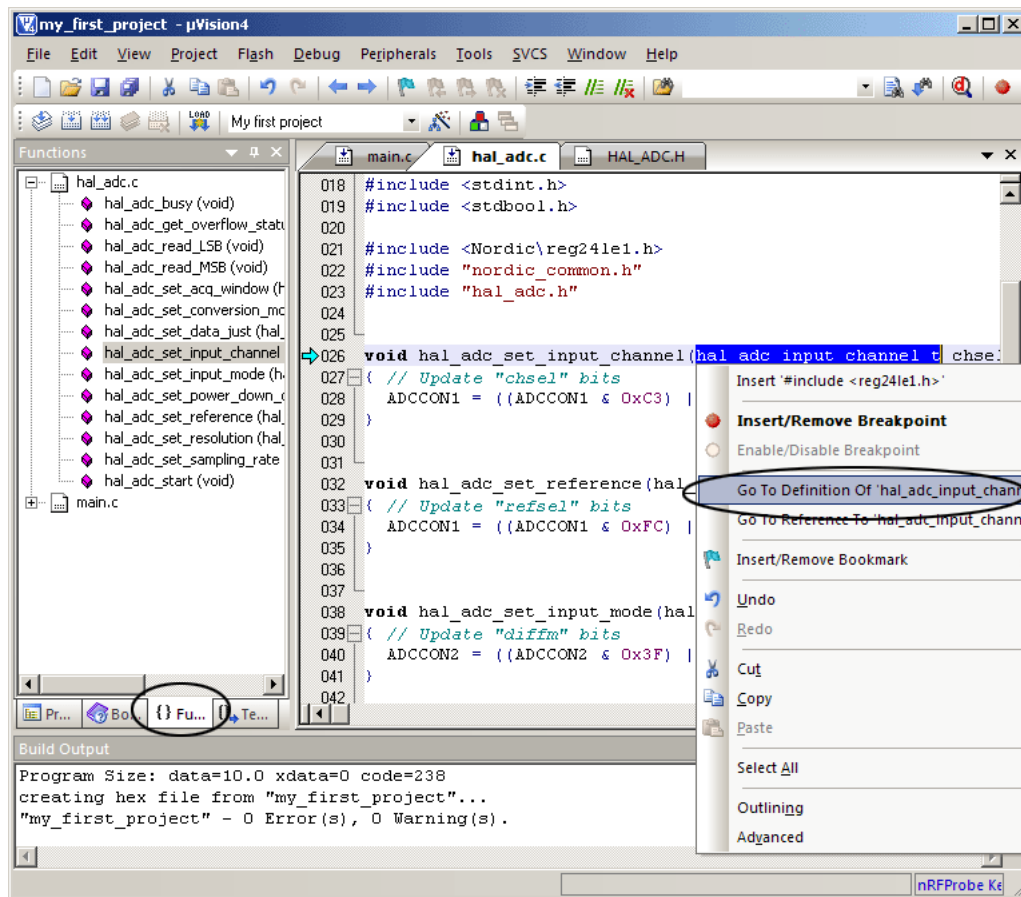 my_first_project - µVision4
File Edit View Project Flash Debug Peripherals Tools SVCS Window Help
LOAD My first project
Functions
main.c hal_adc.c HAL_ADC.H
hal_adc.c
hal_adc_busy (void)
hal_adc_get_overflow_statu
hal_adc_read_LSB (void)
hal_adc_read_MSB (void)
hal_adc_set_acq_window (h
hal_adc_set_conversion_mo
hal_adc_set_data_just (hal_
hal_adc_set_input_channel
hal_adc_set_input_mode (h
hal_adc_set_power_down_
hal_adc_set_reference (hal_
hal_adc_set_resolution (hal_
hal_adc_set_sampling_rate
hal_adc_start (void)
main.c
018 #include <stdint.h>
019 #include <stdbool.h>
020
021 #include <Nordic\reg24le1.h>
022 #include "nordic_common.h"
023 #include "hal_adc.h"
024
025
026 void hal_adc_set_input_channel(hal_adc_input_channel_t chsel
027 { // Update "chsel" bits
028 ADCCON1 = ((ADCCON1 & 0xC3) |
029 }
030
031
032 void hal_adc_set_reference(hal_
033 { // Update "refsel" bits
034 ADCCON1 = ((ADCCON1 & 0xFC) |
035 }
036
037
038 void hal_adc_set_input_mode(hal
039 { // Update "diffm" bits
040 ADCCON2 = ((ADCCON2 & 0x3F) |
041 }
042
Insert '#include <reg24le1.h>'
Insert/Remove Breakpoint
Enable/Disable Breakpoint
Go To Definition Of 'hal_adc_input_chann
Go To Reference To 'hal_adc_input_chann
Insert/Remove Bookmark
Undo
Redo
Cut
Copy
Paste
Select All
Outlining
Advanced
Pr... Bo... {} Fu... Te...
Build Output
Program Size: data=10.0 xdata=0 code=238
creating hex file from "my_first_project"...
"my_first_project" - 0 Error(s), 0 Warning(s).
nRFProbe Ke